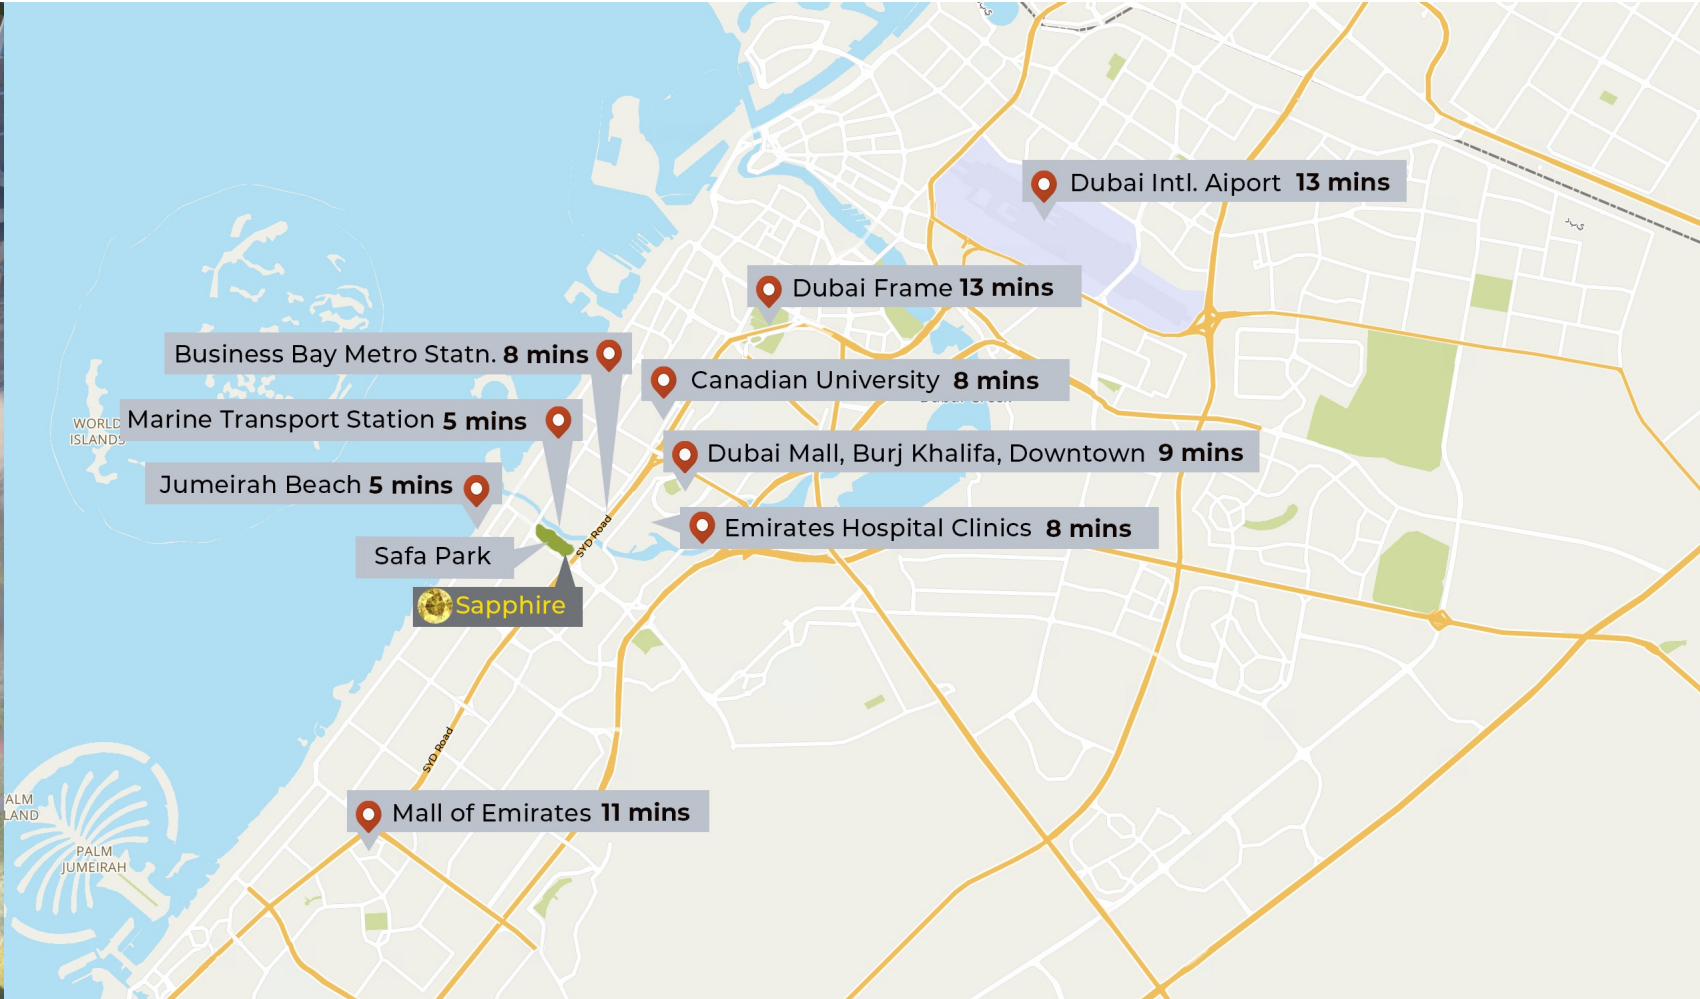 Dubai Intl. Aiport 13 mins
Dubai Frame 13 mins
Business Bay Metro Statn. 8 mins
Canadian University 8 mins
Marine Transport Station 5 mins
WORLD
ISLANDS
Dubai Mall, Burj Khalifa, Downtown 9 mins
Jumeirah Beach 5 mins
Emirates Hospital Clinics 8 mins
SYD Road
Safa Park
Sapphire
SYD Road
Mall of Emirates 11 mins
ALM
LAND
PALM
JUMEIRAH